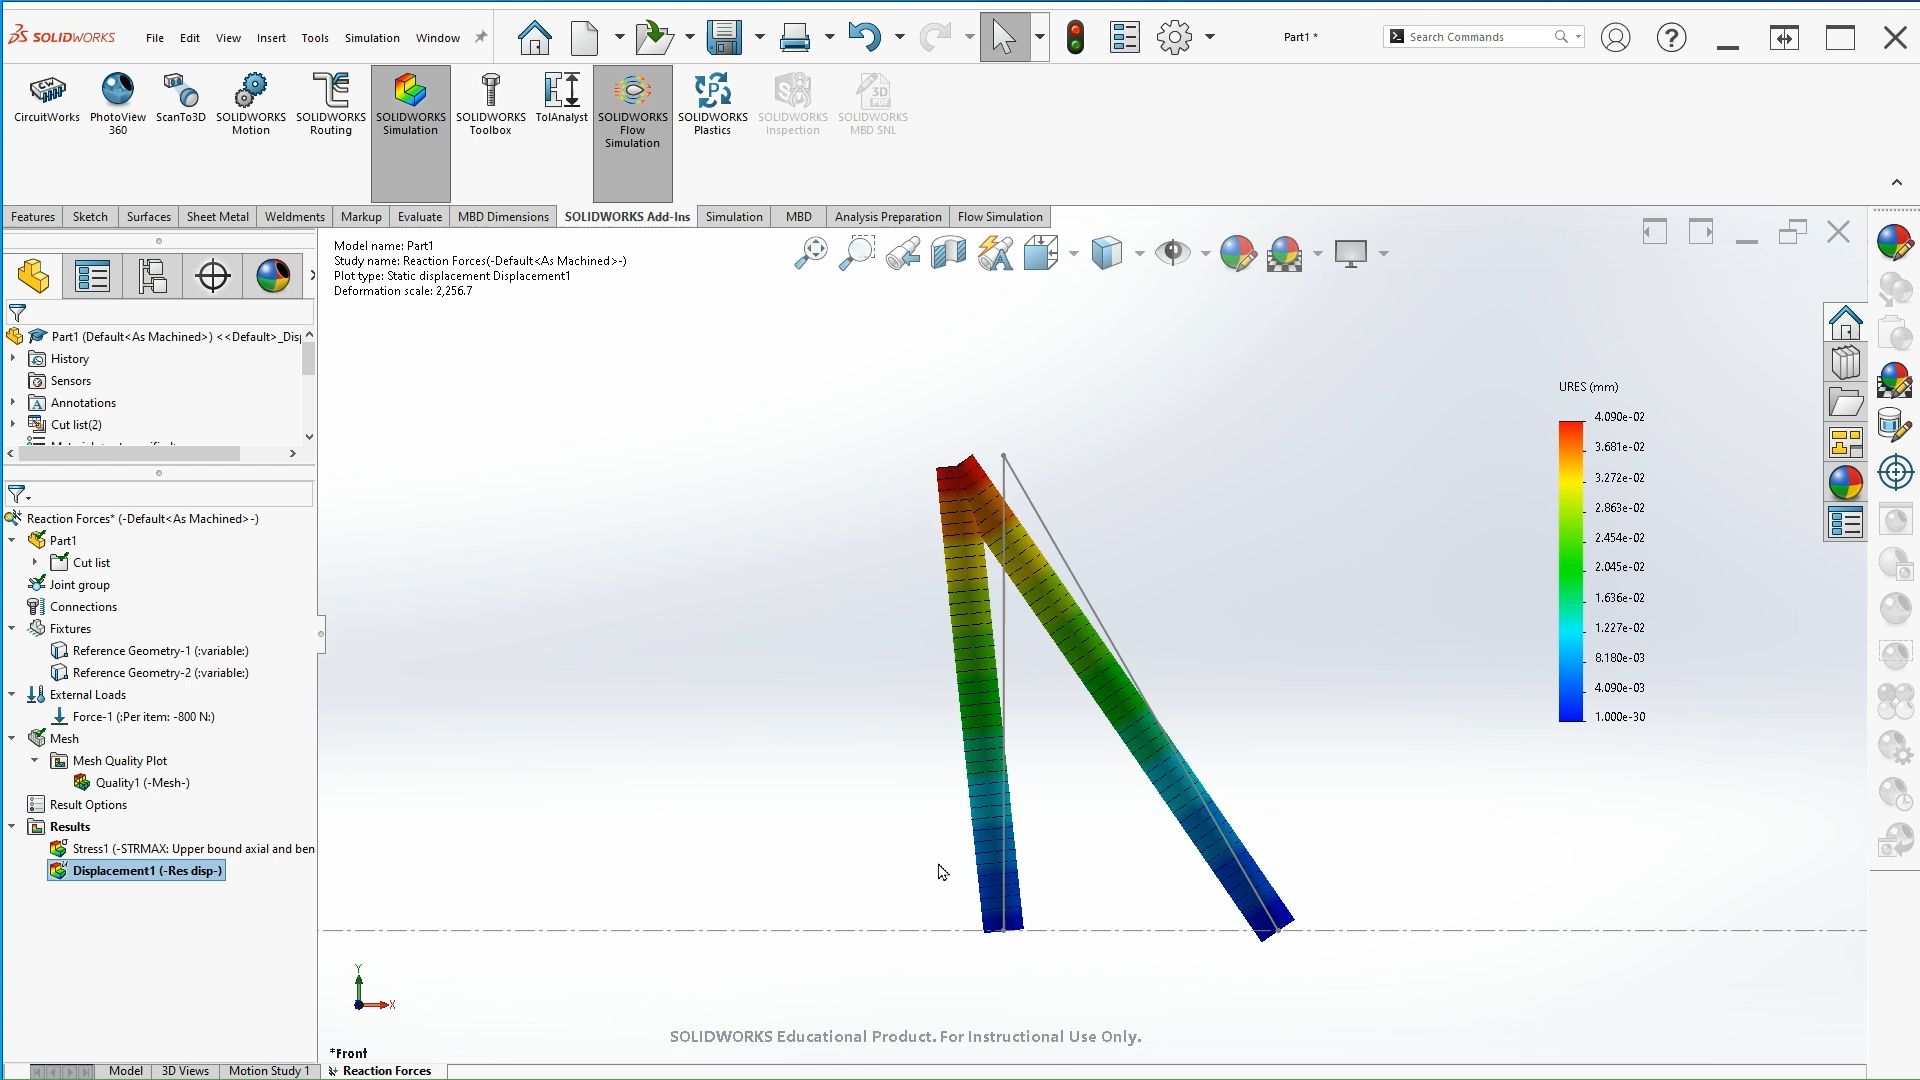 SOLIDWORKS
File Edit View Insert Tools Simulation Window
Part1 *
Search Commands
CircuitWorks
PhotoView 360
ScanTo3D
SOLIDWORKS Motion
SOLIDWORKS Routing
SOLIDWORKS Simulation
SOLIDWORKS Toolbox
TolAnalyst
SOLIDWORKS Flow Simulation
SOLIDWORKS Plastics
SOLIDWORKS Inspection
SOLIDWORKS MBD SNL
Features Sketch Surfaces Sheet Metal Weldments Markup Evaluate MBD Dimensions SOLIDWORKS Add-Ins Simulation MBD Analysis Preparation Flow Simulation
Model name: Part1
Study name: Reaction Forces(-Default<As Machined>-)
Plot type: Static displacement Displacement1
Deformation scale: 2,256.7
Part1 (Default<As Machined>) <<Default>_Disp
History
Sensors
Annotations
Cut list(2)
Reaction Forces* (-Default<As Machined>-)
Part1
Cut list
Joint group
Connections
Fixtures
Reference Geometry-1 (:variable:)
Reference Geometry-2 (:variable:)
External Loads
Force-1 (:Per item: -800 N:)
Mesh
Mesh Quality Plot
Quality1 (-Mesh-)
Result Options
Results
Stress1 (-STRMAX: Upper bound axial and ben
Displacement1 (-Res disp-)
URES (mm)
4.090e-02
3.681e-02
3.272e-02
2.863e-02
2.454e-02
2.045e-02
1.636e-02
1.227e-02
8.180e-03
4.090e-03
1.000e-30
Y
X
SOLIDWORKS Educational Product. For Instructional Use Only.
*Front
Model 3D Views Motion Study 1 Reaction Forces